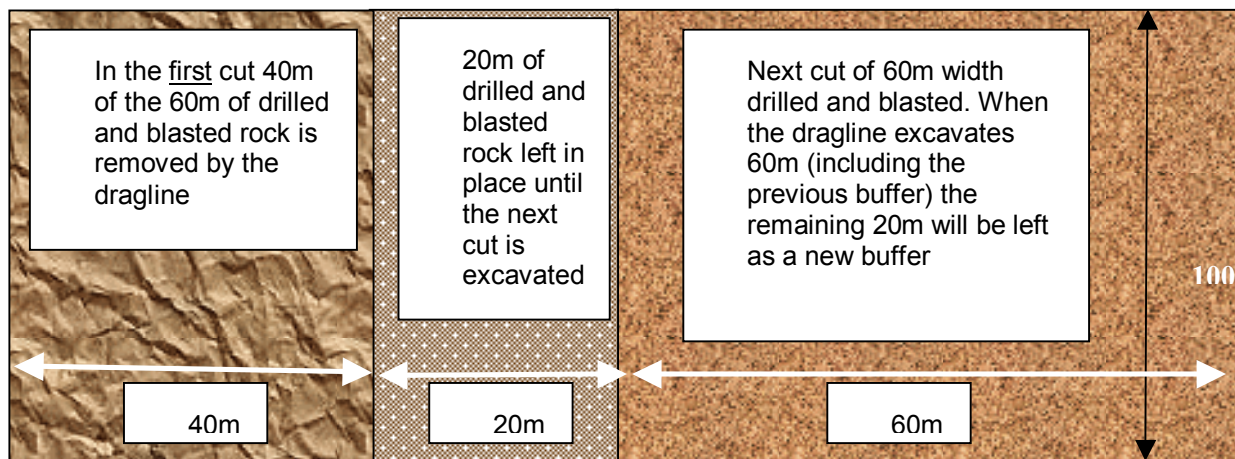 In the first cut 40m
of the 60m of drilled
and blasted rock is
removed by the
dragline
20m of
drilled and
blasted
rock left in
place until
the next
cut is
excavated
Next cut of 60m width
drilled and blasted. When
the dragline excavates
60m (including the
previous buffer) the
remaining 20m will be left
as a new buffer
100
40m
20m
60m